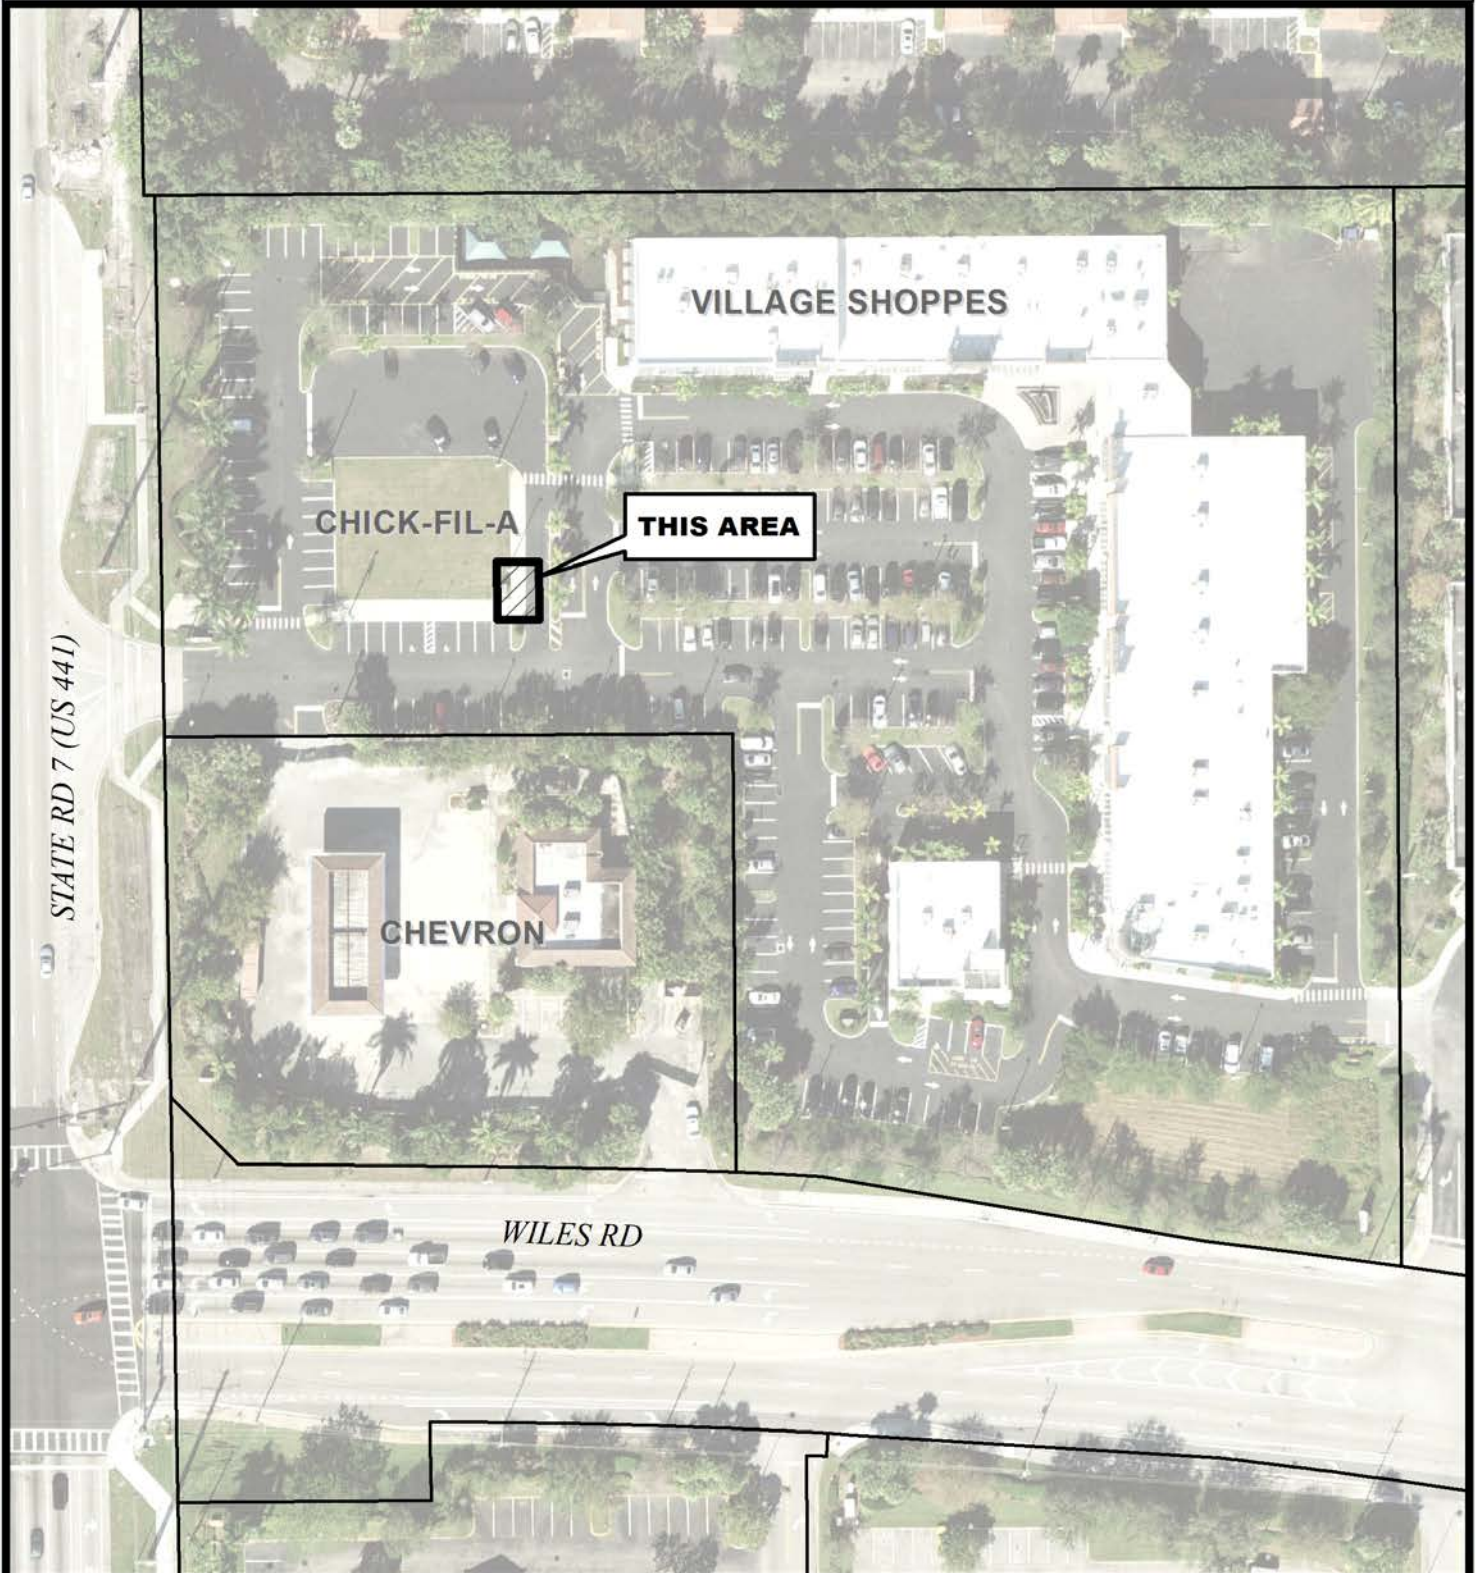 VILLAGE SHOPPES
CHICK-FIL-A
THIS AREA
STATE RD 7 (US 441)
CHEVRON
WILES RD